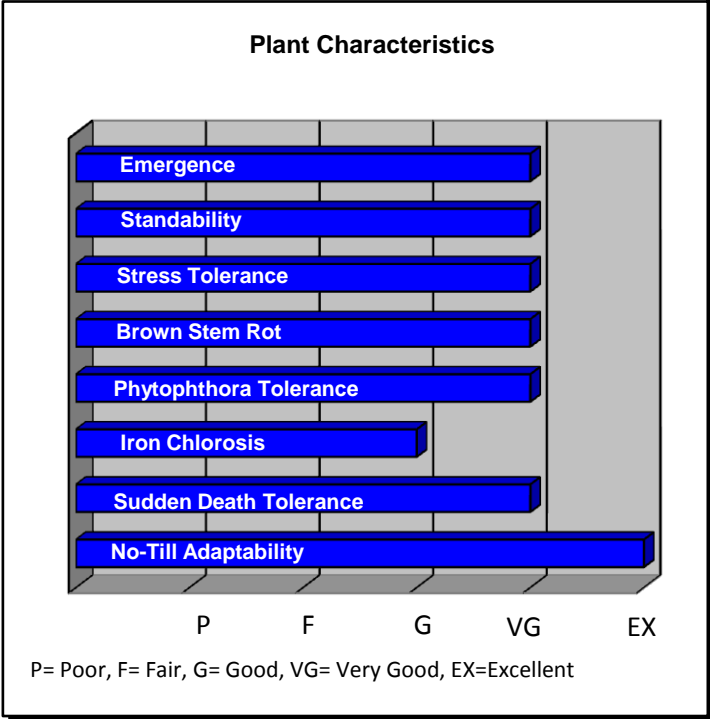 Plant Characteristics
Emergence
Standability
Stress Tolerance
Brown Stem Rot
Phytophthora Tolerance
Iron Chlorosis
Sudden Death Tolerance
No-Till Adaptability
P F G VG EX
P= Poor, F= Fair, G= Good, VG= Very Good, EX=Excellent